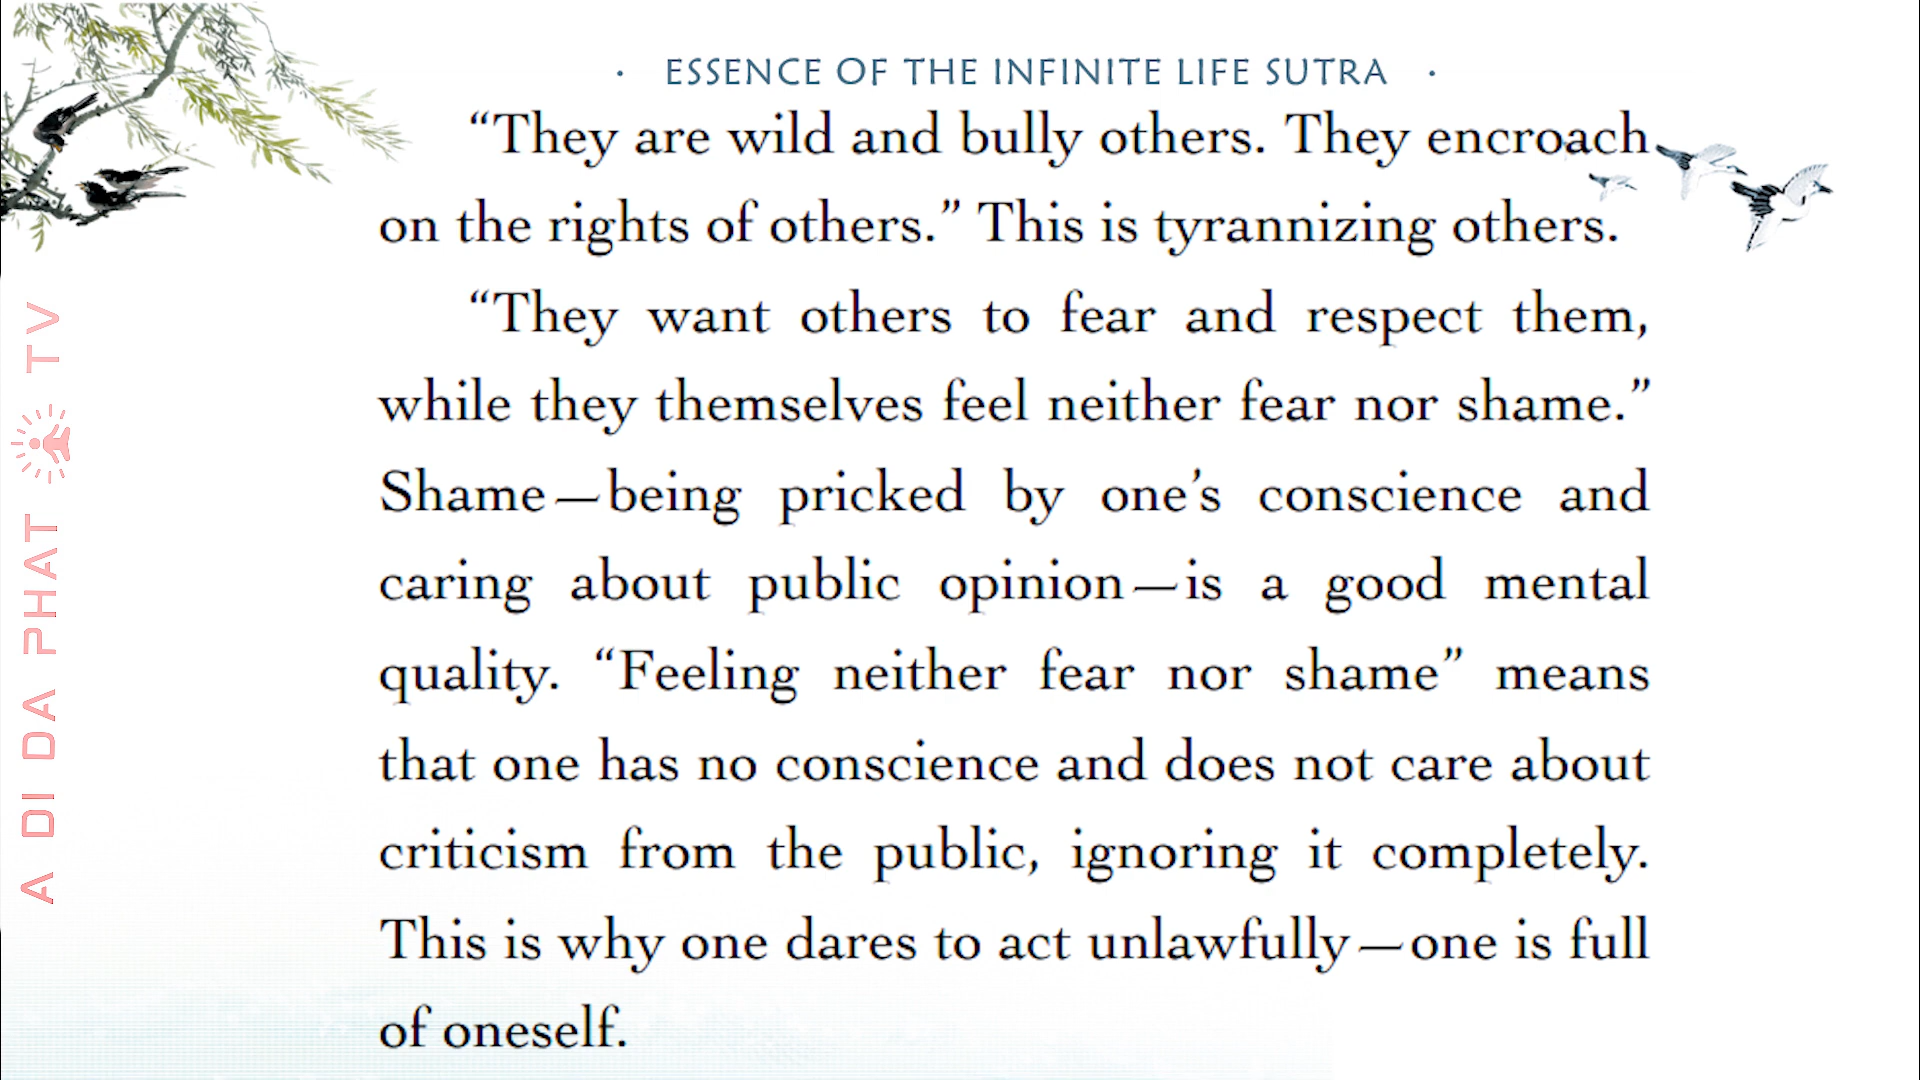 · ESSENCE OF THE INFINITE LIFE SUTRA ·
“They are wild and bully others. They encroach
on the rights of others.” This is tyrannizing others.
“They want others to fear and respect them,
while they themselves feel neither fear nor shame.”
Shame—being pricked by one’s conscience and
caring about public opinion—is a good mental
quality. “Feeling neither fear nor shame” means
that one has no conscience and does not care about
criticism from the public, ignoring it completely.
This is why one dares to act unlawfully—one is full
of oneself.
A DI DA PHAT TV